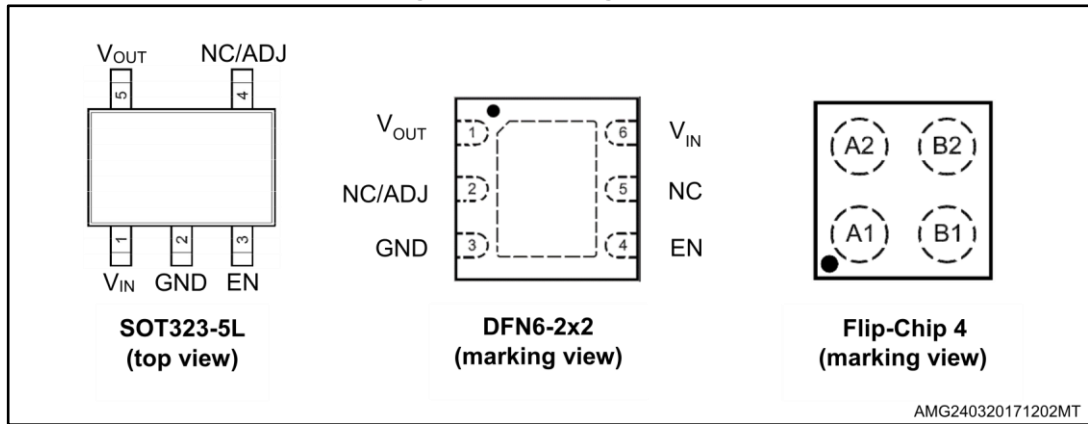 VOUT NC/ADJ
5 4
1 2 3
VIN GND EN
SOT323-5L
(top view)
VOUT 1 6 VIN
NC/ADJ 2 5 NC
GND 3 4 EN
DFN6-2x2
(marking view)
A2 B2
A1 B1
Flip-Chip 4
(marking view)
AMG240320171202MT